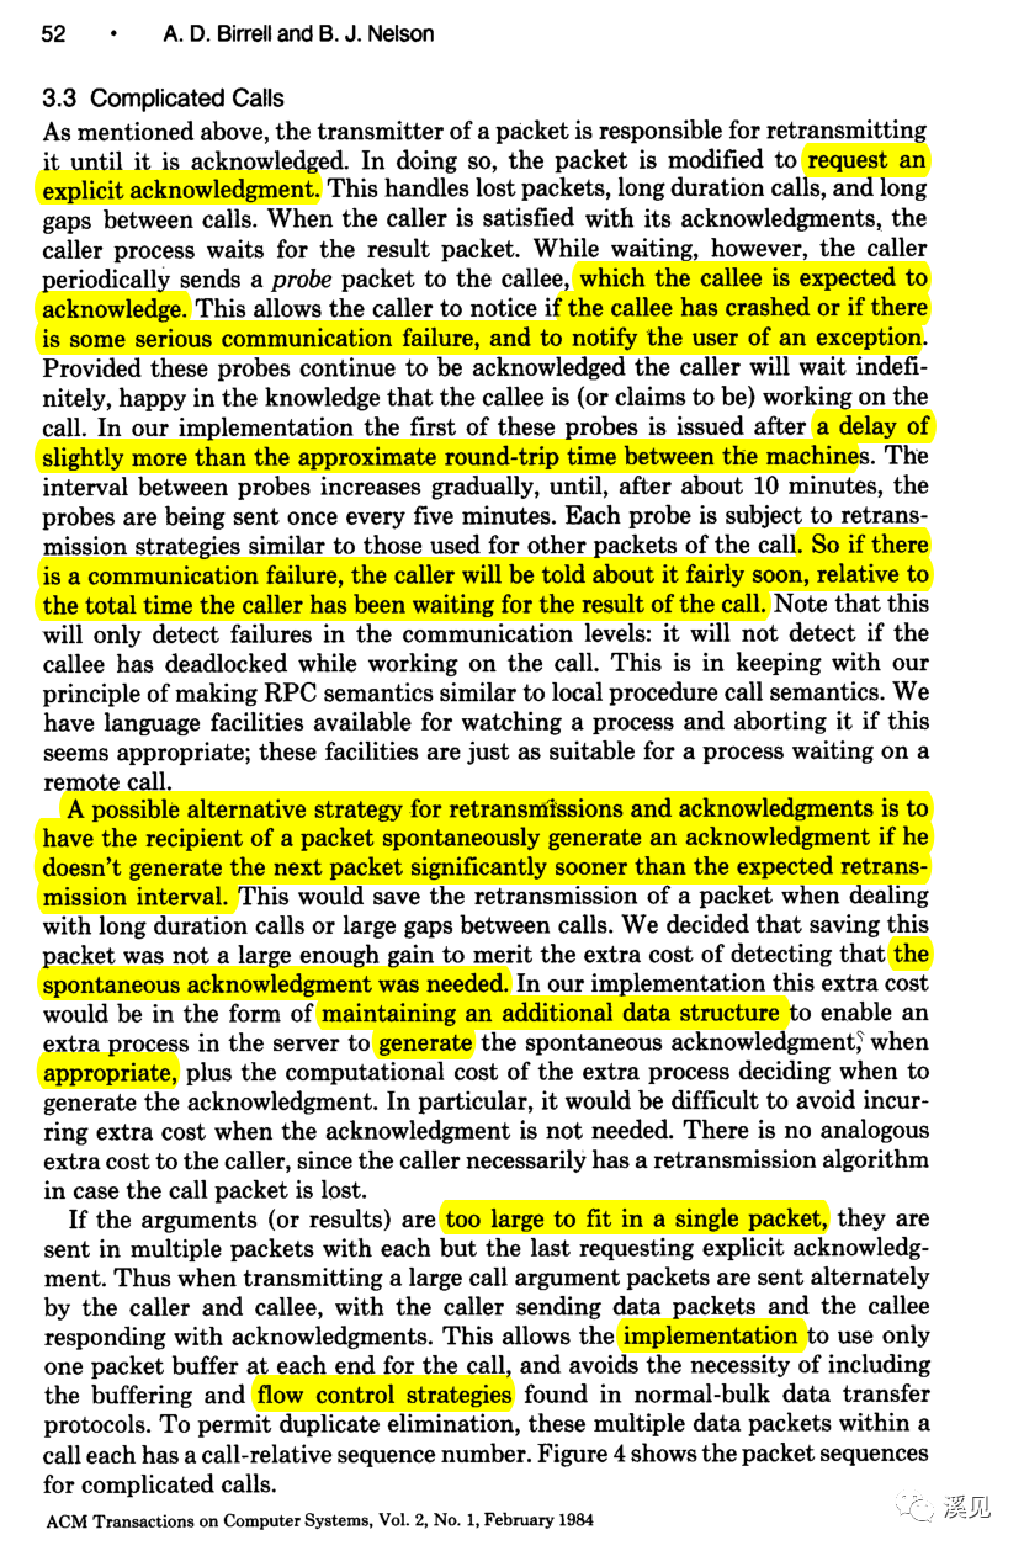 52 • A. D. Birrell and B. J. Nelson
3.3 Complicated Calls
As mentioned above, the transmitter of a packet is responsible for retransmitting
it until it is acknowledged. In doing so, the packet is modified to request an
explicit acknowledgment. This handles lost packets, long duration calls, and long
gaps between calls. When the caller is satisfied with its acknowledgments, the
caller process waits for the result packet. While waiting, however, the caller
periodically sends a probe packet to the callee, which the callee is expected to
acknowledge. This allows the caller to notice if the callee has crashed or if there
is some serious communication failure, and to notify the user of an exception.
Provided these probes continue to be acknowledged the caller will wait indefi-
nitely, happy in the knowledge that the callee is (or claims to be) working on the
call. In our implementation the first of these probes is issued after a delay of
slightly more than the approximate round-trip time between the machines. The
interval between probes increases gradually, until, after about 10 minutes, the
probes are being sent once every five minutes. Each probe is subject to retrans-
mission strategies similar to those used for other packets of the call. So if there
is a communication failure, the caller will be told about it fairly soon, relative to
the total time the caller has been waiting for the result of the call. Note that this
will only detect failures in the communication levels: it will not detect if the
callee has deadlocked while working on the call. This is in keeping with our
principle of making RPC semantics similar to local procedure call semantics. We
have language facilities available for watching a process and aborting it if this
seems appropriate; these facilities are just as suitable for a process waiting on a
remote call.
A possible alternative strategy for retransmissions and acknowledgments is to
have the recipient of a packet spontaneously generate an acknowledgment if he
doesn't generate the next packet significantly sooner than the expected retrans-
mission interval. This would save the retransmission of a packet when dealing
with long duration calls or large gaps between calls. We decided that saving this
packet was not a large enough gain to merit the extra cost of detecting that the
spontaneous acknowledgment was needed. In our implementation this extra cost
would be in the form of maintaining an additional data structure to enable an
extra process in the server to generate the spontaneous acknowledgment, when
appropriate, plus the computational cost of the extra process deciding when to
generate the acknowledgment. In particular, it would be difficult to avoid incur-
ring extra cost when the acknowledgment is not needed. There is no analogous
extra cost to the caller, since the caller necessarily has a retransmission algorithm
in case the call packet is lost.
If the arguments (or results) are too large to fit in a single packet, they are
sent in multiple packets with each but the last requesting explicit acknowledg-
ment. Thus when transmitting a large call argument packets are sent alternately
by the caller and callee, with the caller sending data packets and the callee
responding with acknowledgments. This allows the implementation to use only
one packet buffer at each end for the call, and avoids the necessity of including
the buffering and flow control strategies found in normal-bulk data transfer
protocols. To permit duplicate elimination, these multiple data packets within a
call each has a call-relative sequence number. Figure 4 shows the packet sequences
for complicated calls.
ACM Transactions on Computer Systems, Vol. 2, No. 1, February 1984
溪见